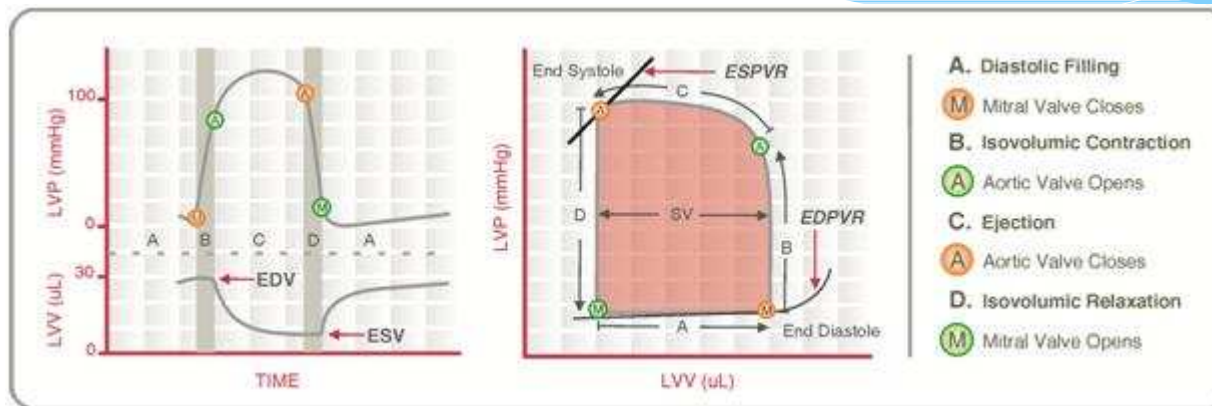 100
0
LVP (mmHg)
A
M
A
M
A
B
C
D
A
30
0
LVV (uL)
EDV
ESV
TIME
End Systole
ESPVR
C
A
A
LVP (mmHg)
D
SV
EDPVR
B
M
M
A
End Diastole
LVV (uL)
A. Diastolic Filling
M Mitral Valve Closes
B. Isovolumic Contraction
A Aortic Valve Opens
C. Ejection
A Aortic Valve Closes
D. Isovolumic Relaxation
M Mitral Valve Opens